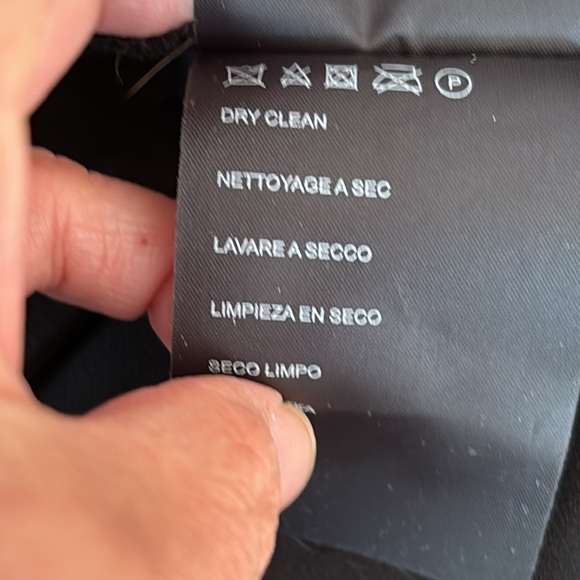 P
DRY CLEAN
NETTOYAGE A SEC
LAVARE A SECCO
LIMPIEZA EN SECO
SECO LIMPO